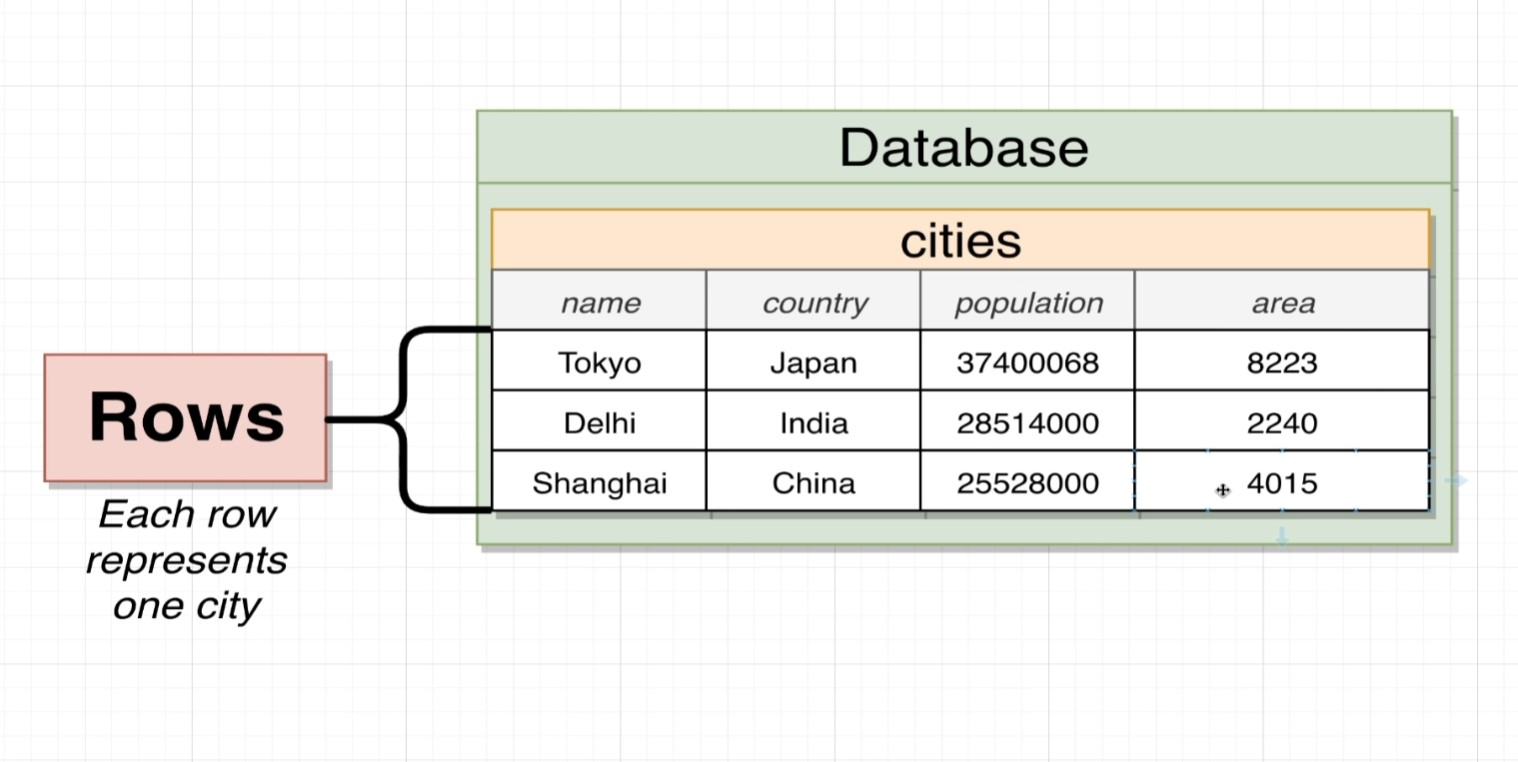 Database
cities
name country population area
Tokyo Japan 37400068 8223
Delhi India 28514000 2240
Shanghai China 25528000 4015
Rows
Each row
represents
one city